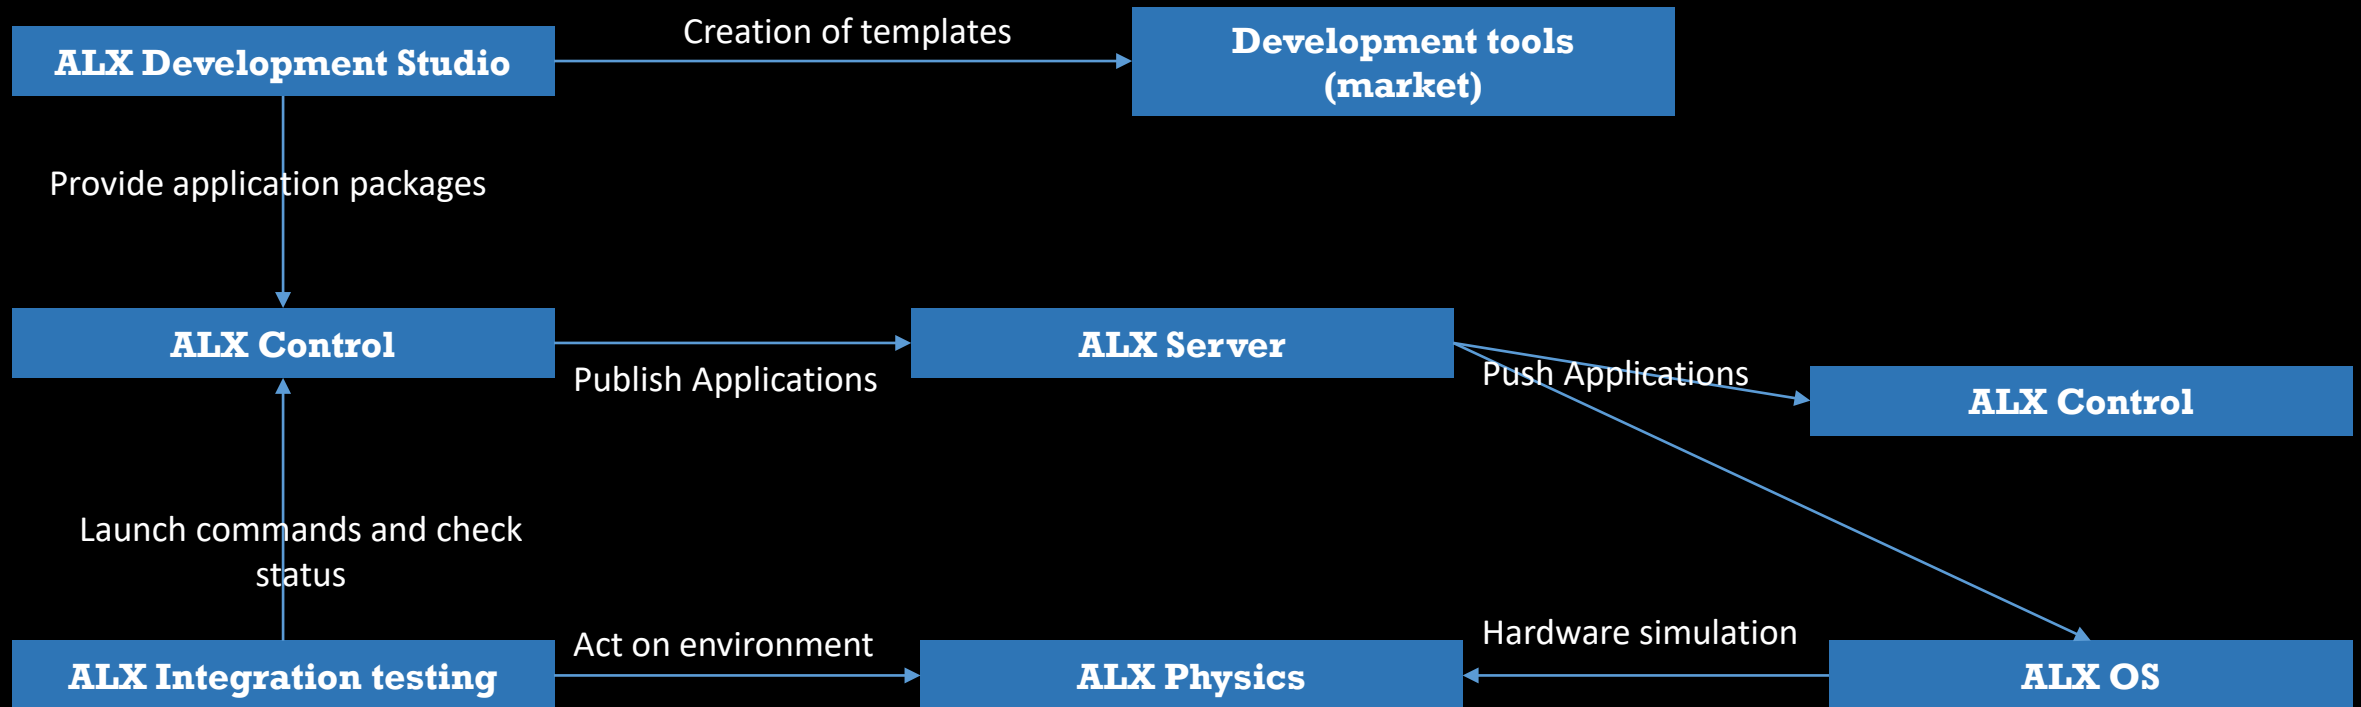 ALX Development Studio
Creation of templates
Development tools
(market)
Provide application packages
ALX Control
Publish Applications
ALX Server
Push Applications
ALX Control
Launch commands and check
status
ALX Integration testing
Act on environment
ALX Physics
Hardware simulation
ALX OS